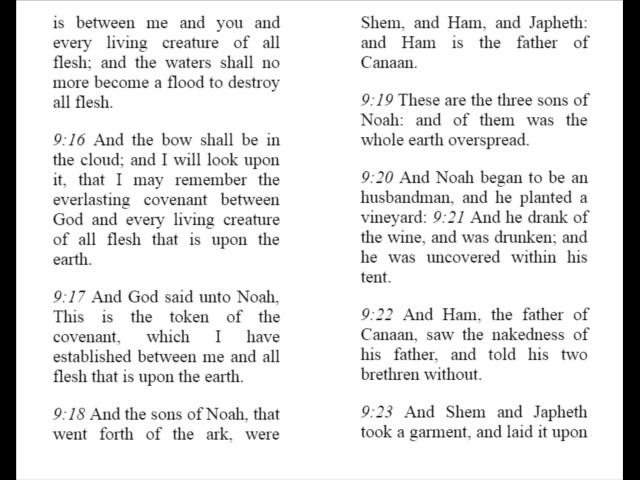 is between me and you and
every living creature of all
flesh; and the waters shall no
more become a flood to destroy
all flesh.
9:16 And the bow shall be in
the cloud; and I will look upon
it, that I may remember the
everlasting covenant between
God and every living creature
of all flesh that is upon the
earth.
9:17 And God said unto Noah,
This is the token of the
covenant, which I have
established between me and all
flesh that is upon the earth.
9:18 And the sons of Noah, that
went forth of the ark, were
Shem, and Ham, and Japheth:
and Ham is the father of
Canaan.
9:19 These are the three sons of
Noah: and of them was the
whole earth overspread.
9:20 And Noah began to be an
husbandman, and he planted a
vineyard: 9:21 And he drank of
the wine, and was drunken; and
he was uncovered within his
tent.
9:22 And Ham, the father of
Canaan, saw the nakedness of
his father, and told his two
brethren without.
9:23 And Shem and Japheth
took a garment, and laid it upon